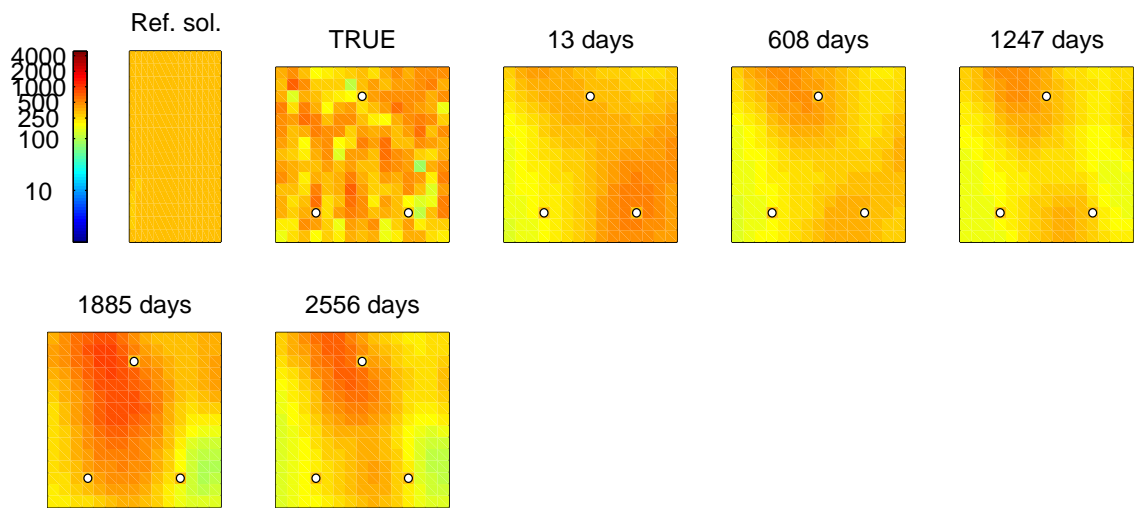 Ref. sol.
TRUE
13 days
608 days
1247 days
4000
2000
1000
500
250
100
10
1885 days
2556 days